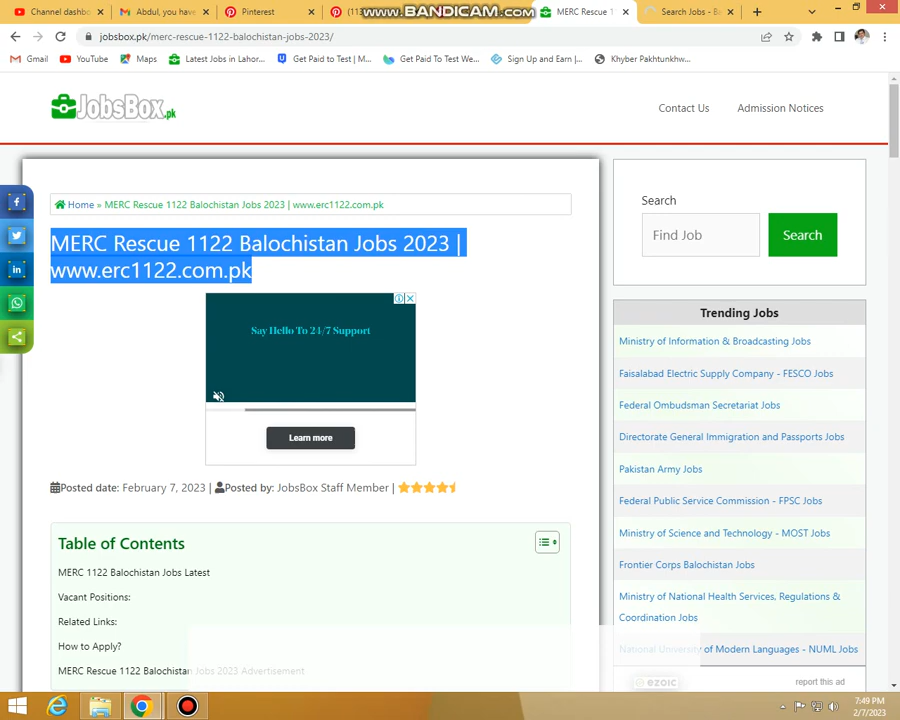 Channel dashb
Abdul, you have
Pinterest
(11
www.BANDICAM.com
MERC Rescue 1
Search Jobs - B
jobsbox.pk/merc-rescue-1122-balochistan-jobs-2023/
Gmail
YouTube
Maps
Latest Jobs in Lahor...
Get Paid to Test | M...
Get Paid To Test We...
Sign Up and Earn |...
Khyber Pakhtunkhw...
JobsBox.pk
Contact Us
Admission Notices
Home » MERC Rescue 1122 Balochistan Jobs 2023 | www.erc1122.com.pk
MERC Rescue 1122 Balochistan Jobs 2023 |
www.erc1122.com.pk
Say Hello To 24/7 Support
Learn more
Posted date: February 7, 2023 | Posted by: JobsBox Staff Member |
Table of Contents
MERC 1122 Balochistan Jobs Latest
Vacant Positions:
Related Links:
How to Apply?
MERC Rescue 1122 Balochistan Jobs 2023 Advertisement
Search
Find Job
Search
Trending Jobs
Ministry of Information & Broadcasting Jobs
Faisalabad Electric Supply Company - FESCO Jobs
Federal Ombudsman Secretariat Jobs
Directorate General Immigration and Passports Jobs
Pakistan Army Jobs
Federal Public Service Commission - FPSC Jobs
Ministry of Science and Technology - MOST Jobs
Frontier Corps Balochistan Jobs
Ministry of National Health Services, Regulations &
Coordination Jobs
National University of Modern Languages - NUML Jobs
ezoic
report this ad
7:49 PM
2/7/2023